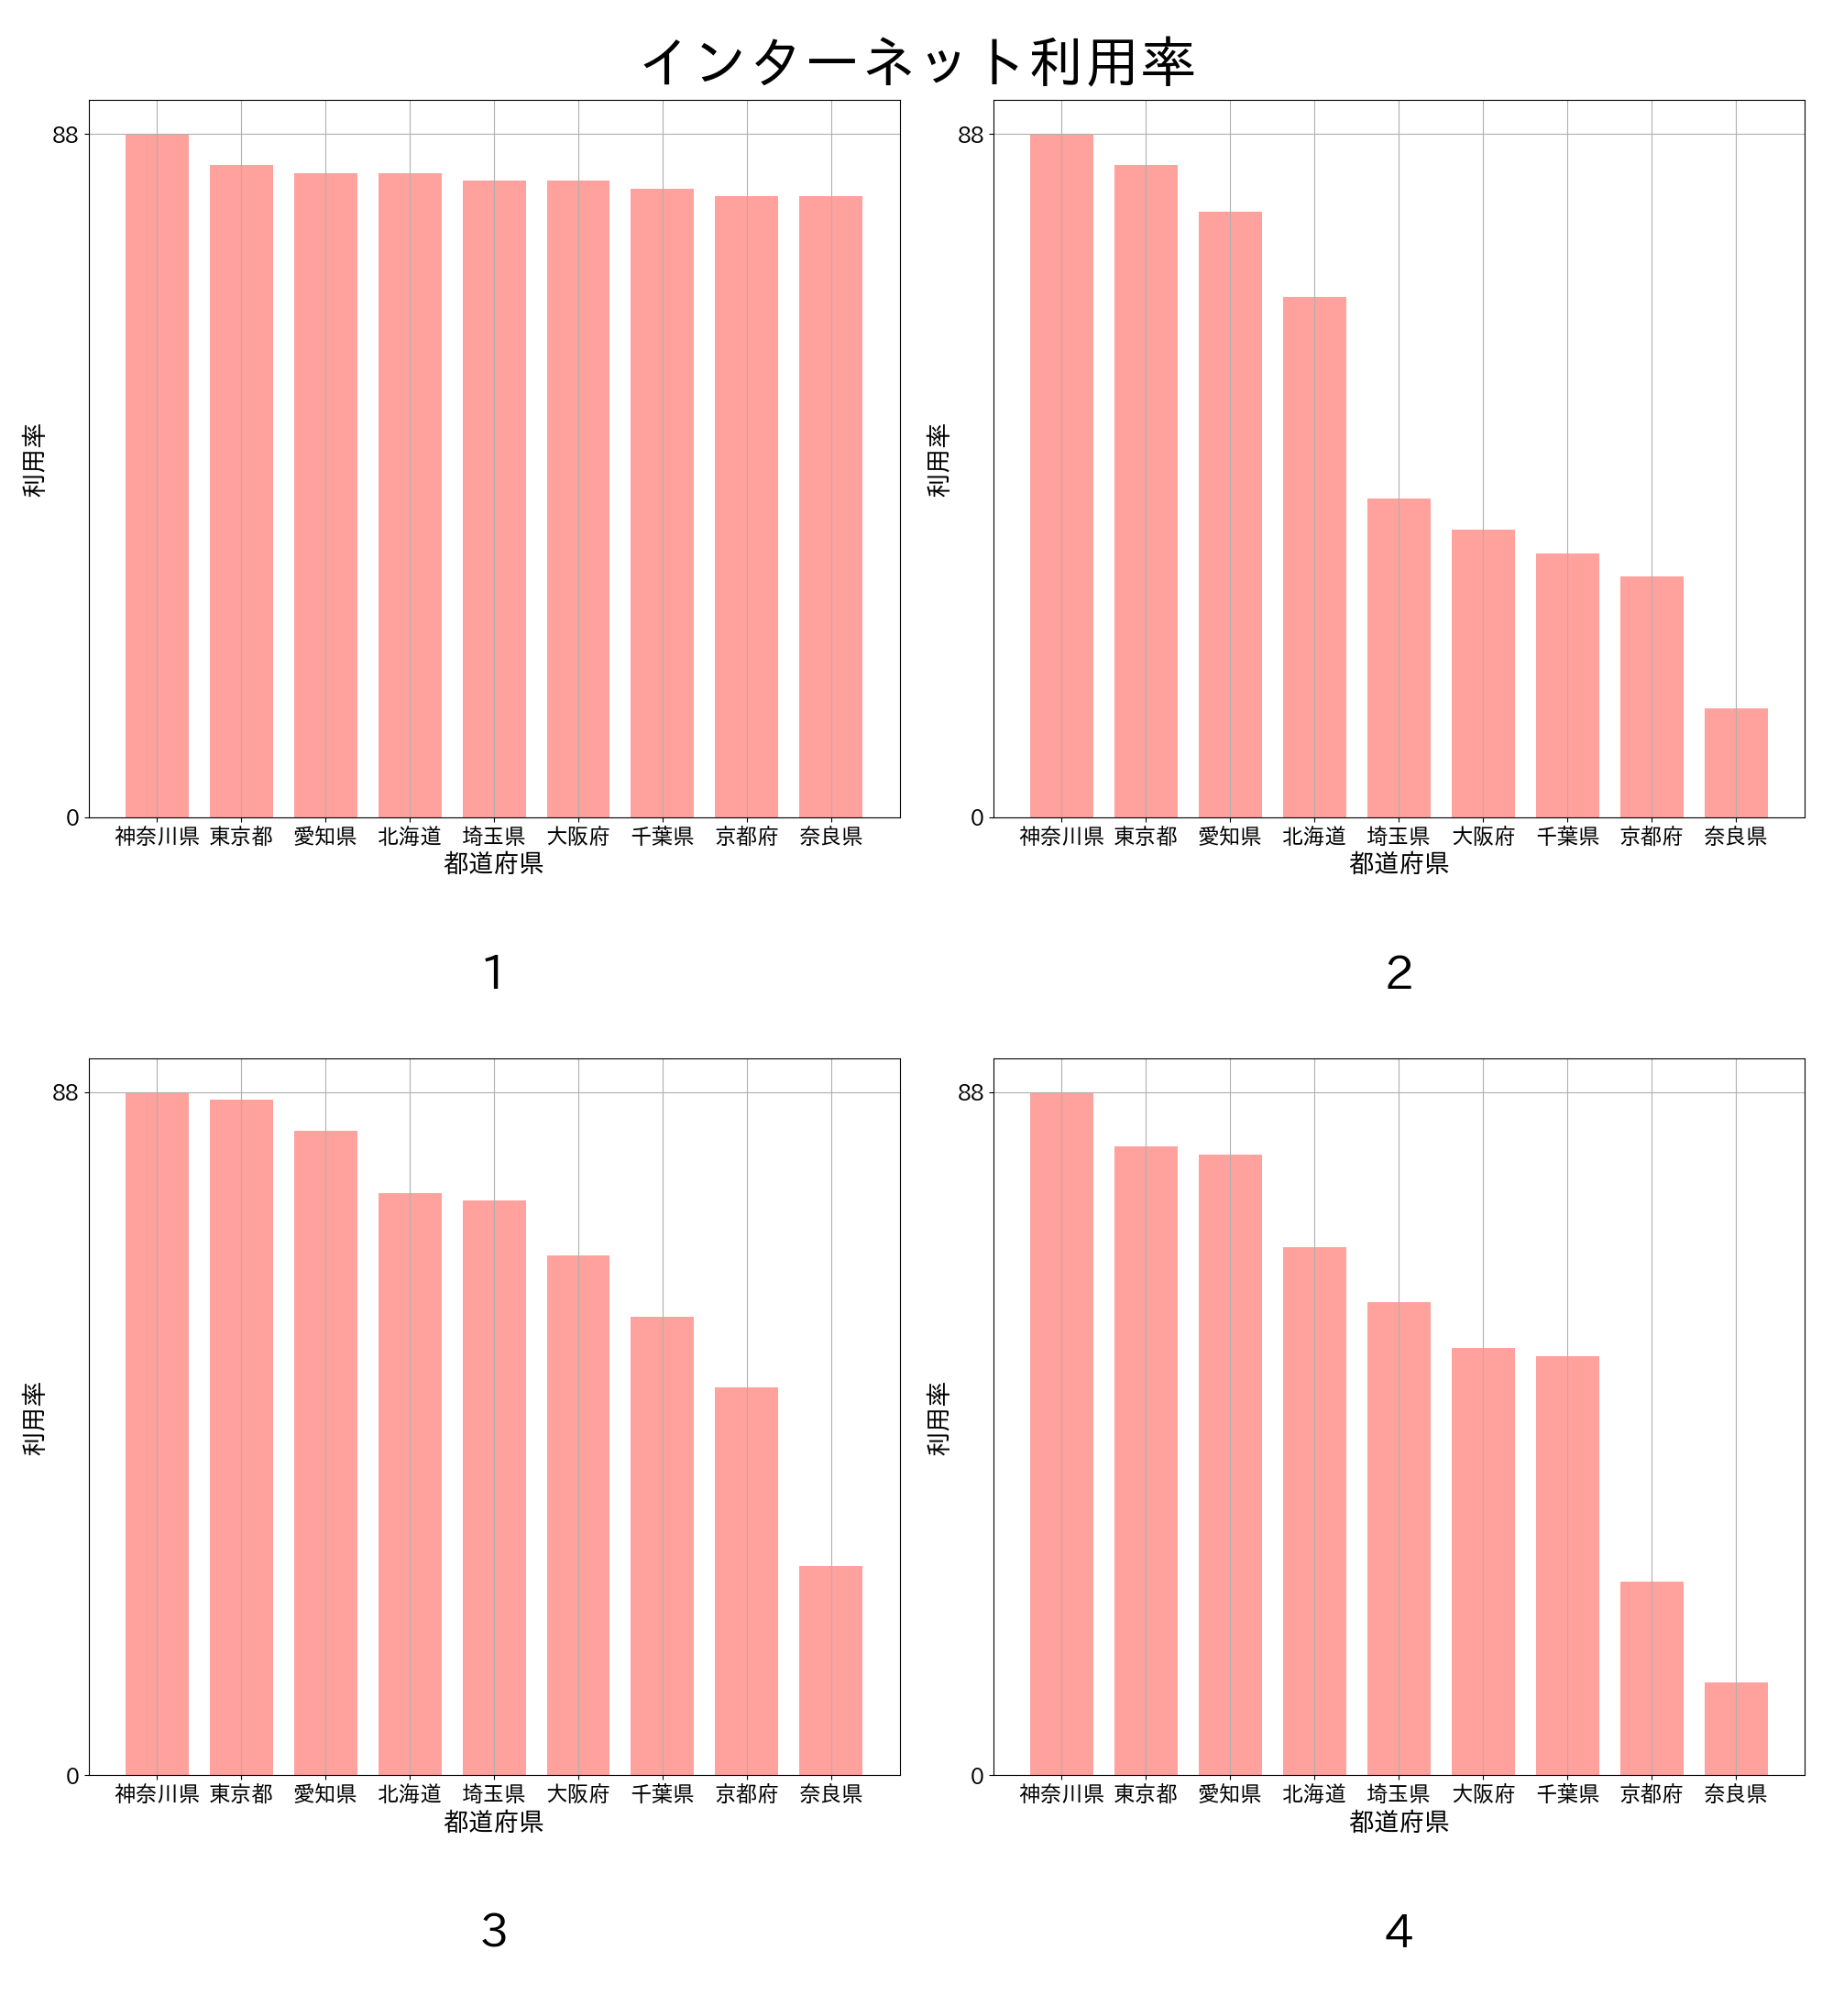 インターネット利用率
88
0
利用率
神奈川県 東京都 愛知県 北海道 埼玉県 大阪府 千葉県 京都府 奈良県
都道府県
1
88
0
利用率
神奈川県 東京都 愛知県 北海道 埼玉県 大阪府 千葉県 京都府 奈良県
都道府県
2
88
0
利用率
神奈川県 東京都 愛知県 北海道 埼玉県 大阪府 千葉県 京都府 奈良県
都道府県
3
88
0
利用率
神奈川県 東京都 愛知県 北海道 埼玉県 大阪府 千葉県 京都府 奈良県
都道府県
4